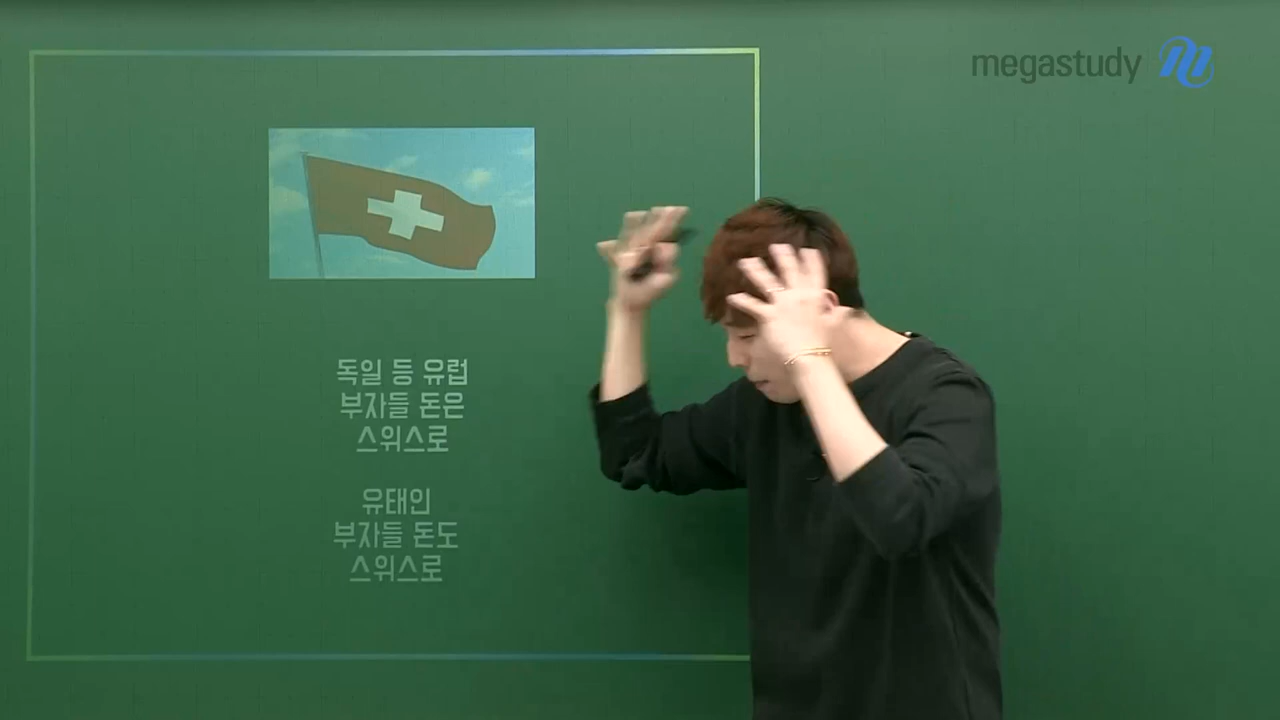 megastudy
독일 등 유럽
부자들 돈은
스위스로
유태인
부자들 돈도
스위스로